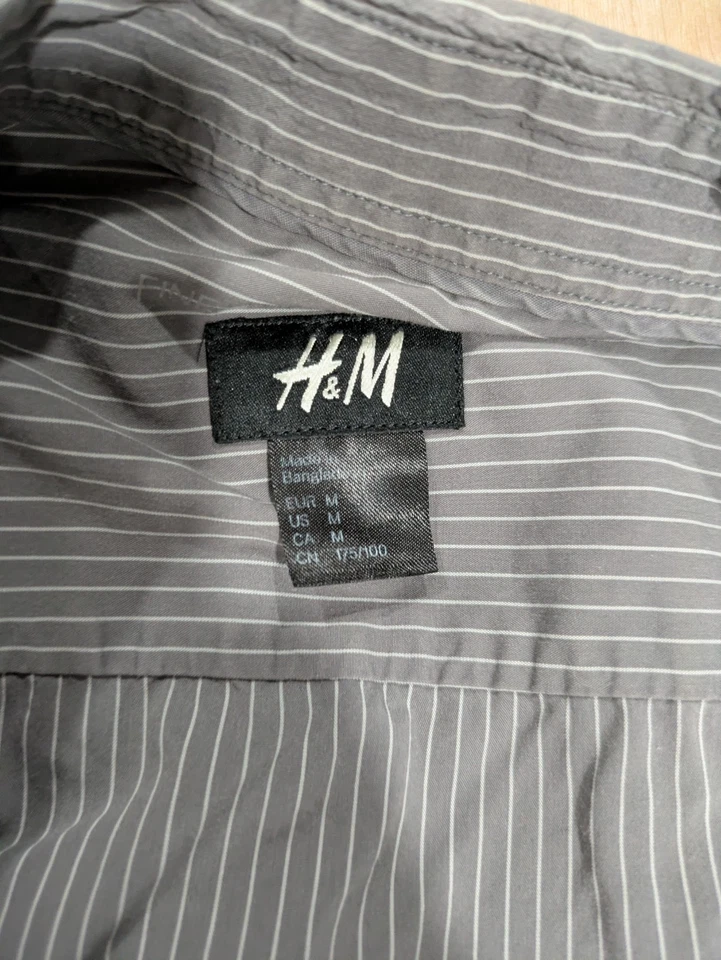 H&M
Made in
Bangladesh
EUR M
US M
CA M
CN 175/100